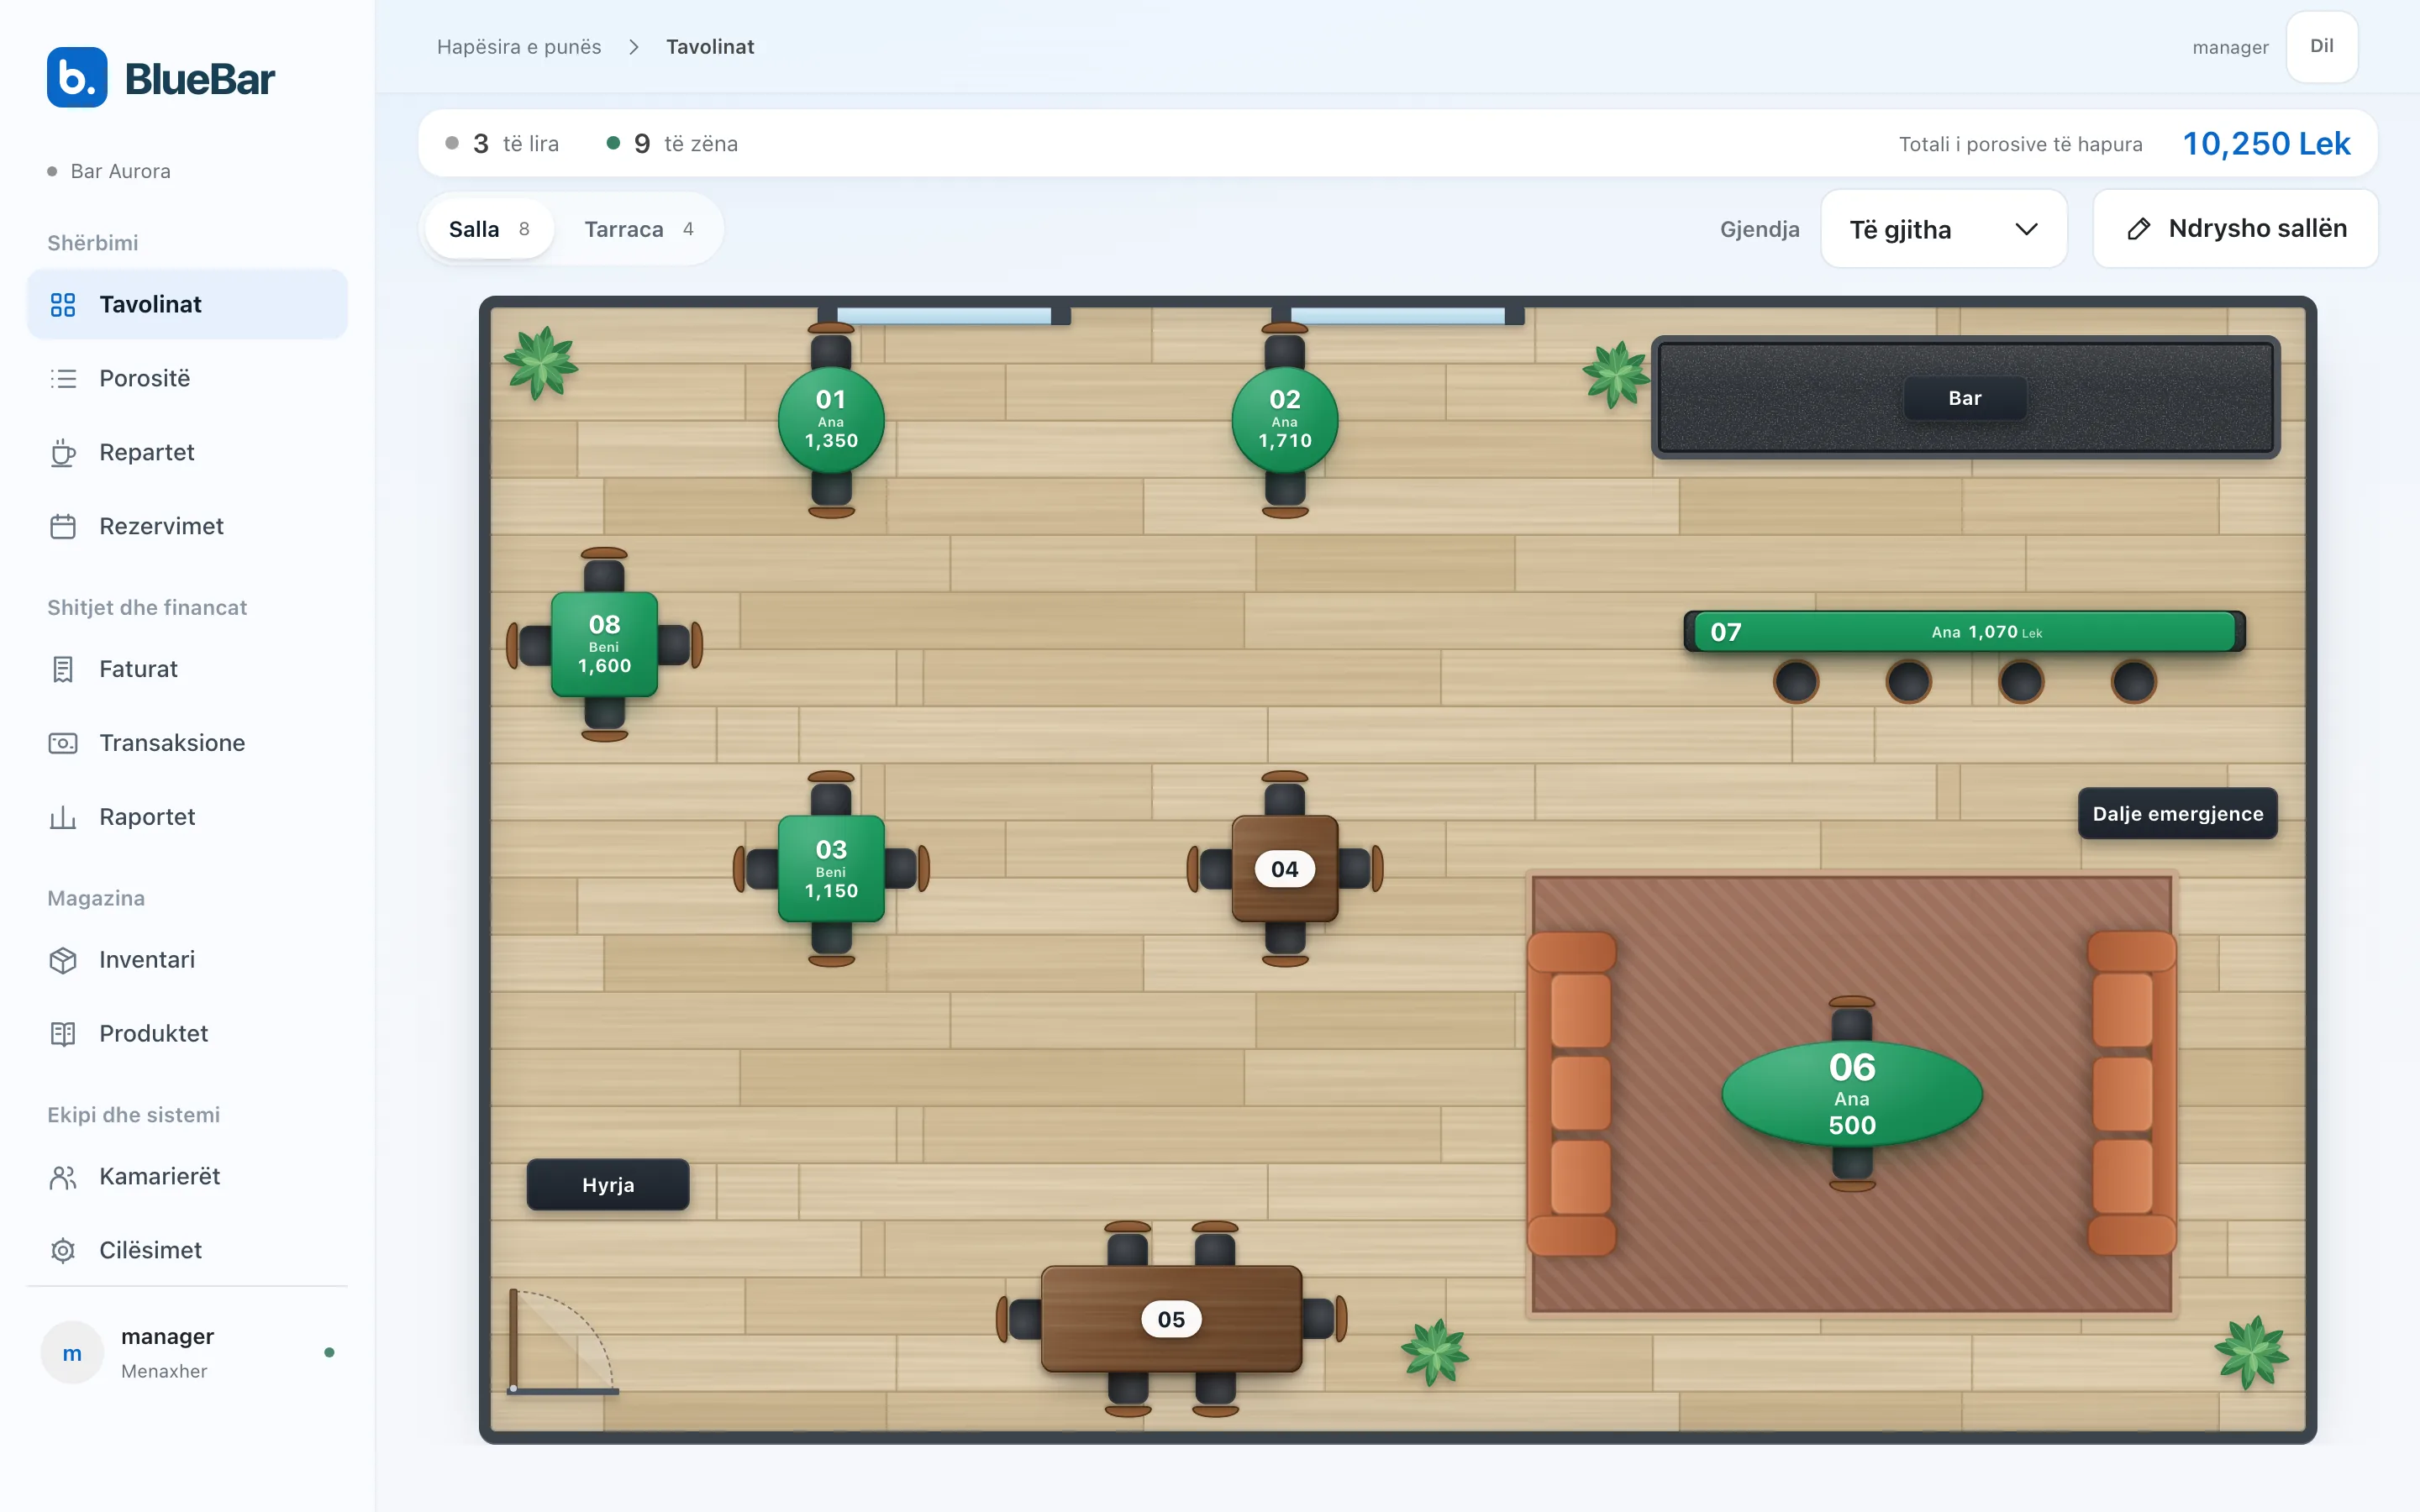 b. BlueBar
Bar Aurora
Shërbimi
Tavolinat
Porositë
Repartet
Rezervimet
Shitjet dhe financat
Faturat
Transaksione
Raportet
Magazina
Inventari
Produktet
Ekipi dhe sistemi
Kamarierët
Cilësimet
m
manager
Menaxher
Hapësira e punës > Tavolinat
manager Dil
3 të lira 9 të zëna
Totali i porosive të hapura 10,250 Lek
Salla 8 Tarraca 4
Gjendja Të gjitha Ndrysho sallën
01
Ana
1,350
02
Ana
1,710
Bar
08
Beni
1,600
07 Ana 1,070 Lek
03
Beni
1,150
04
Dalje emergjence
06
Ana
500
Hyrja
05